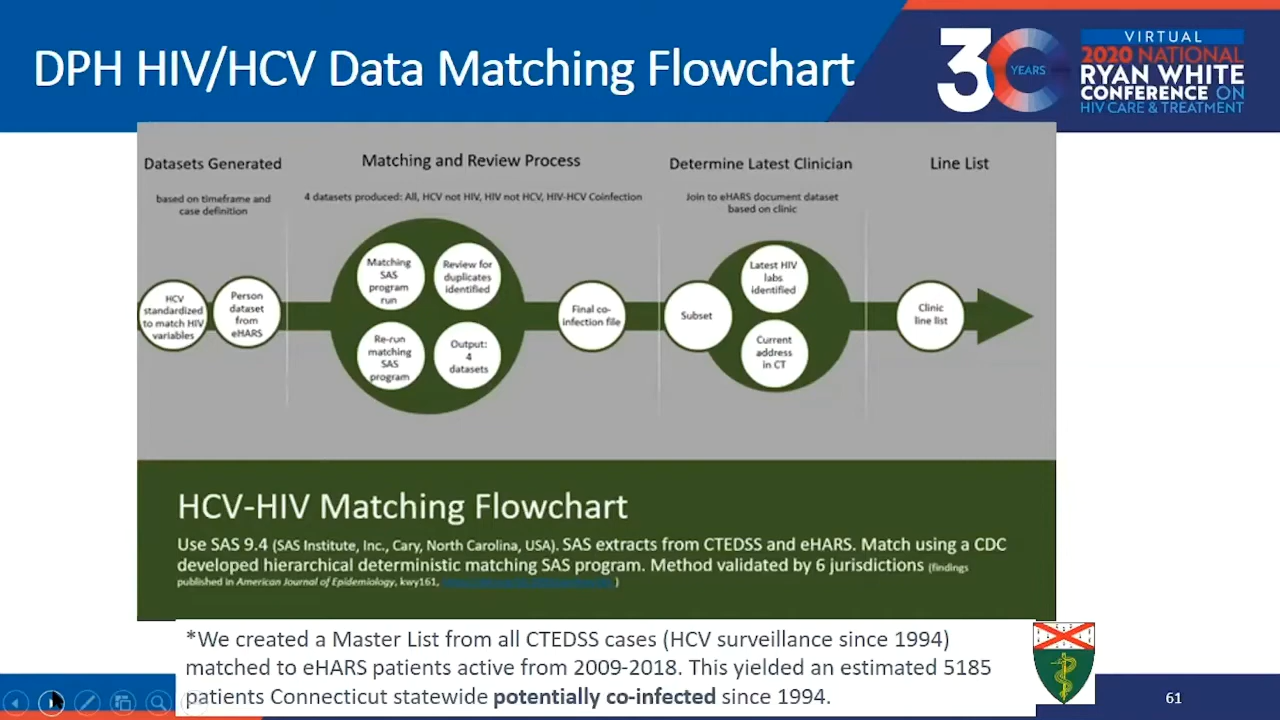 DPH HIV/HCV Data Matching Flowchart
30
YEARS
VIRTUAL
2020 NATIONAL
RYAN WHITE
CONFERENCE ON
HIV CARE & TREATMENT
Datasets Generated
based on timeframe and
case definition
Matching and Review Process
4 datasets produced: All, HCV not HIV, HIV not HCV, HIV-HCV Coinfection
Determine Latest Clinician
Join to eHARS document dataset
based on clinic
Line List
HCV
standardized
to match HIV
variables
Person
dataset
from
eHARS
Matching
SAS
program
run
Review for
duplicates
identified
Re-run
matching
SAS
program
Output:
4
datasets
Final co-
infection file
Subset
Latest HIV
labs
identified
Current
address
in CT
Clinic
line list
HCV-HIV Matching Flowchart
Use SAS 9.4 (SAS Institute, Inc., Cary, North Carolina, USA). SAS extracts from CTEDSS and eHARS. Match using a CDC
developed hierarchical deterministic matching SAS program. Method validated by 6 jurisdictions (findings
published in American Journal of Epidemiology, kwy161, )
*We created a Master List from all CTEDSS cases (HCV surveillance since 1994)
matched to eHARS patients active from 2009-2018. This yielded an estimated 5185
patients Connecticut statewide potentially co-infected since 1994.
61